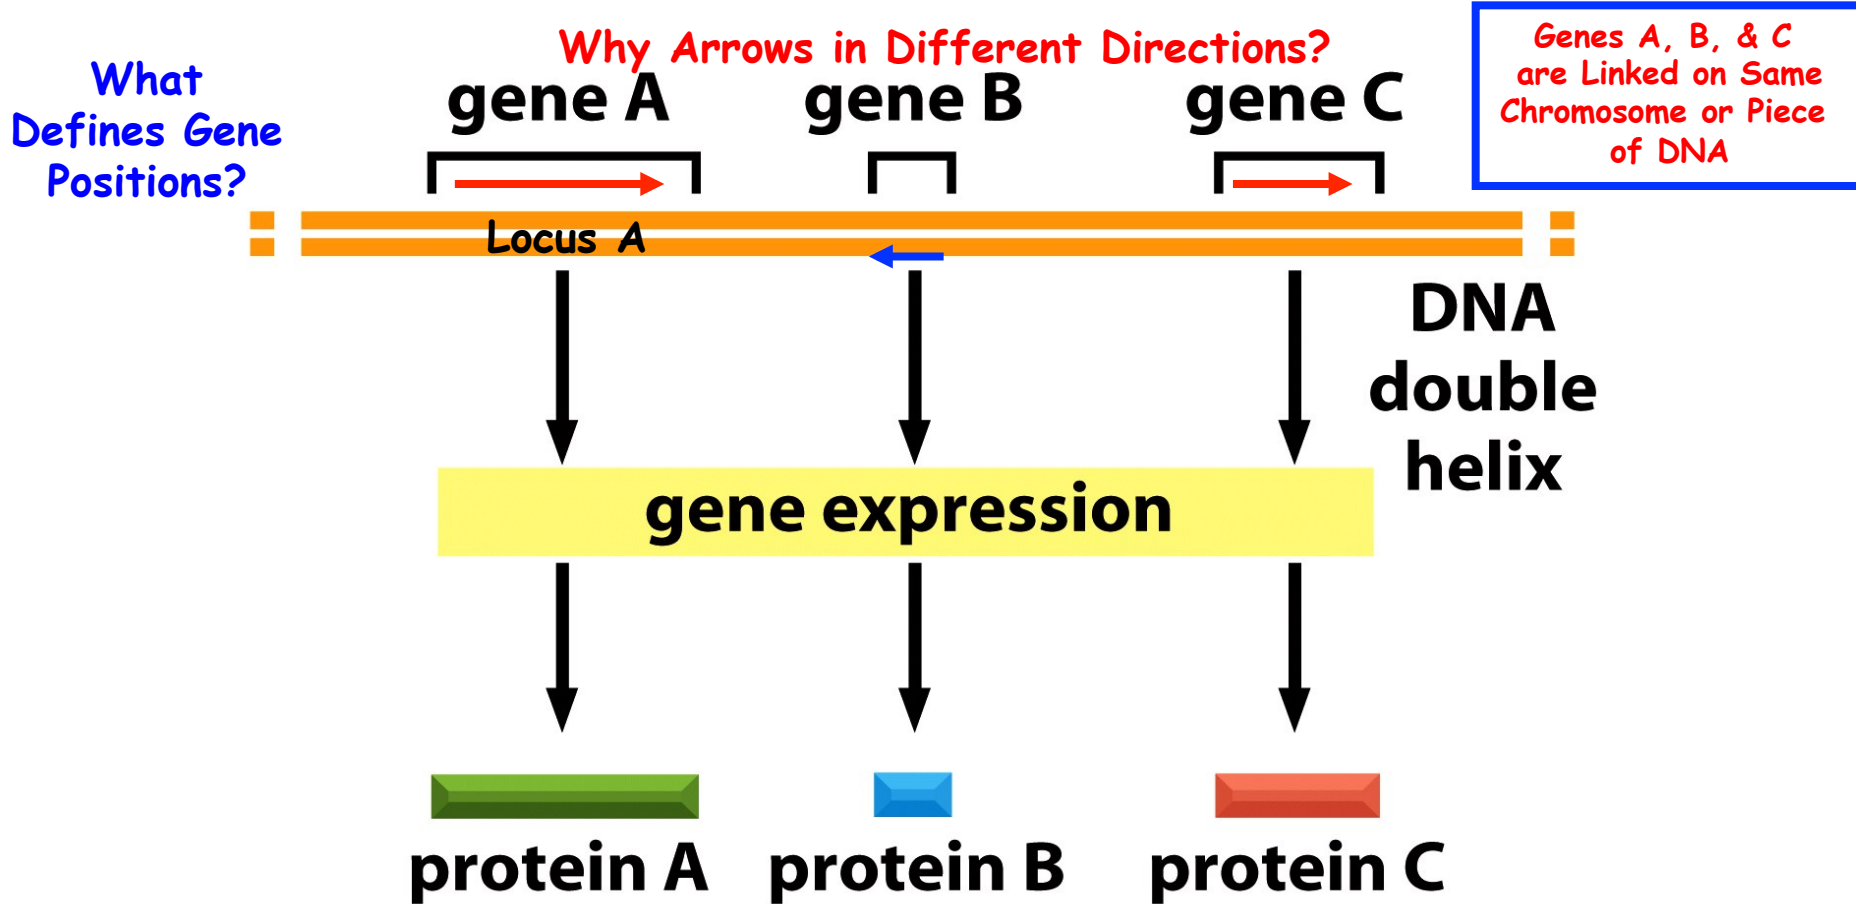 Why Arrows in Different Directions?
What
Defines Gene
Positions?
gene A
gene B
gene C
Genes A, B, & C
are Linked on Same
Chromosome or Piece
of DNA
Locus A
DNA
double
helix
gene expression
protein A
protein B
protein C